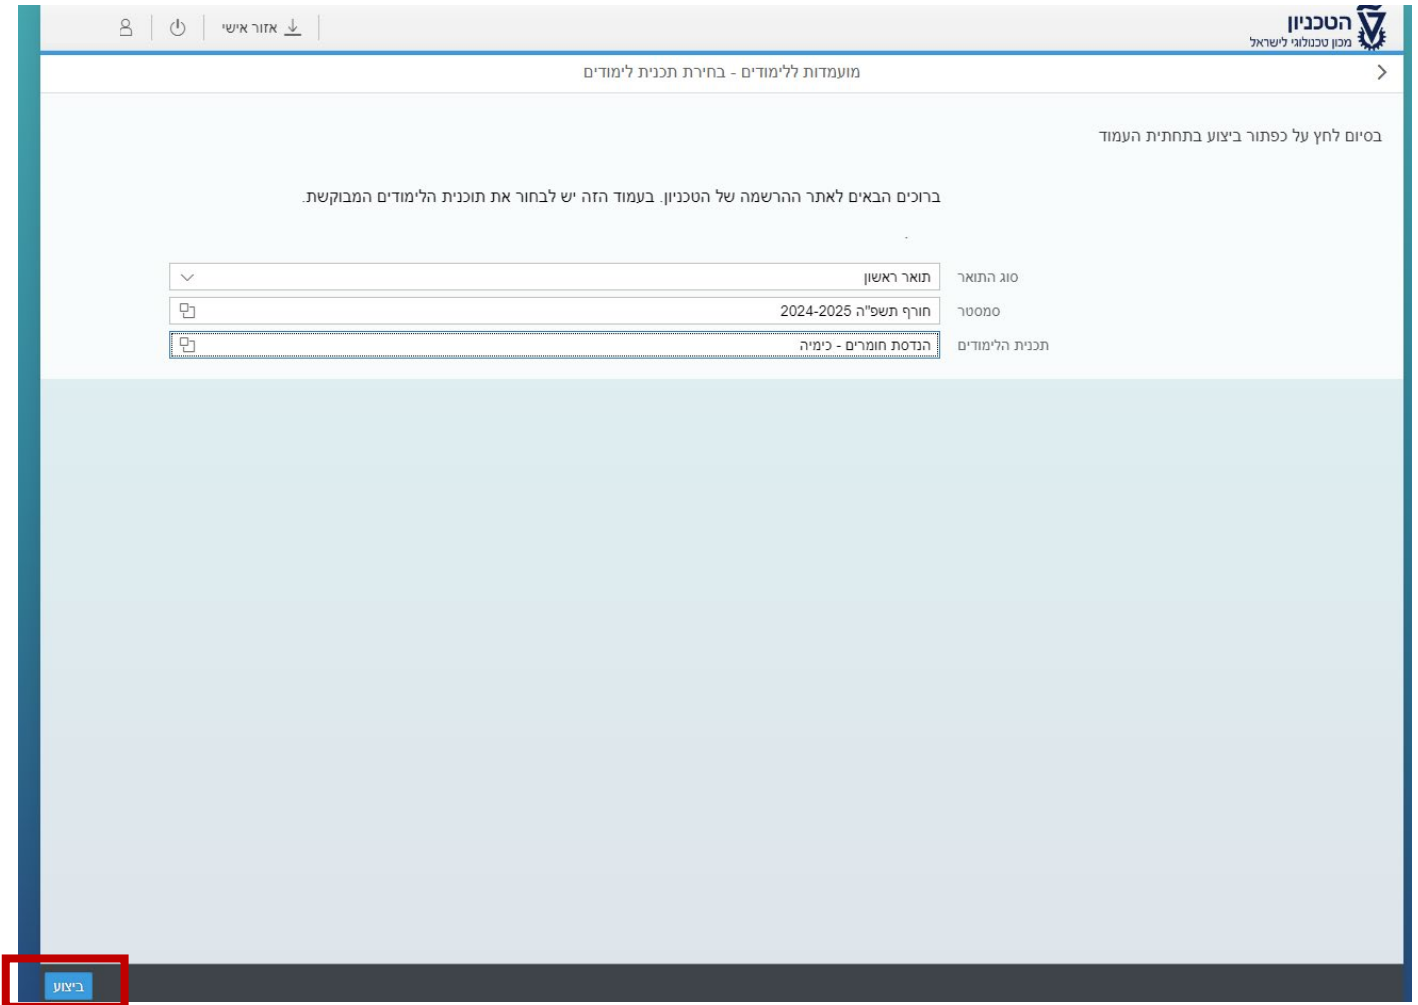 הטכניון
מכון טכנולוגי לישראל
אזור אישי
מועמדות ללימודים - בחירת תכנית לימודים
בסיום לחץ על כפתור ביצוע בתחתית העמוד
ברוכים הבאים לאתר ההרשמה של הטכניון. בעמוד הזה יש לבחור את תוכנית הלימודים המבוקשת.
.
סוג התואר תואר ראשון
סמסטר חורף תשפ"ה 2024-2025
תכנית הלימודים הנדסת חומרים - כימיה
ביצוע